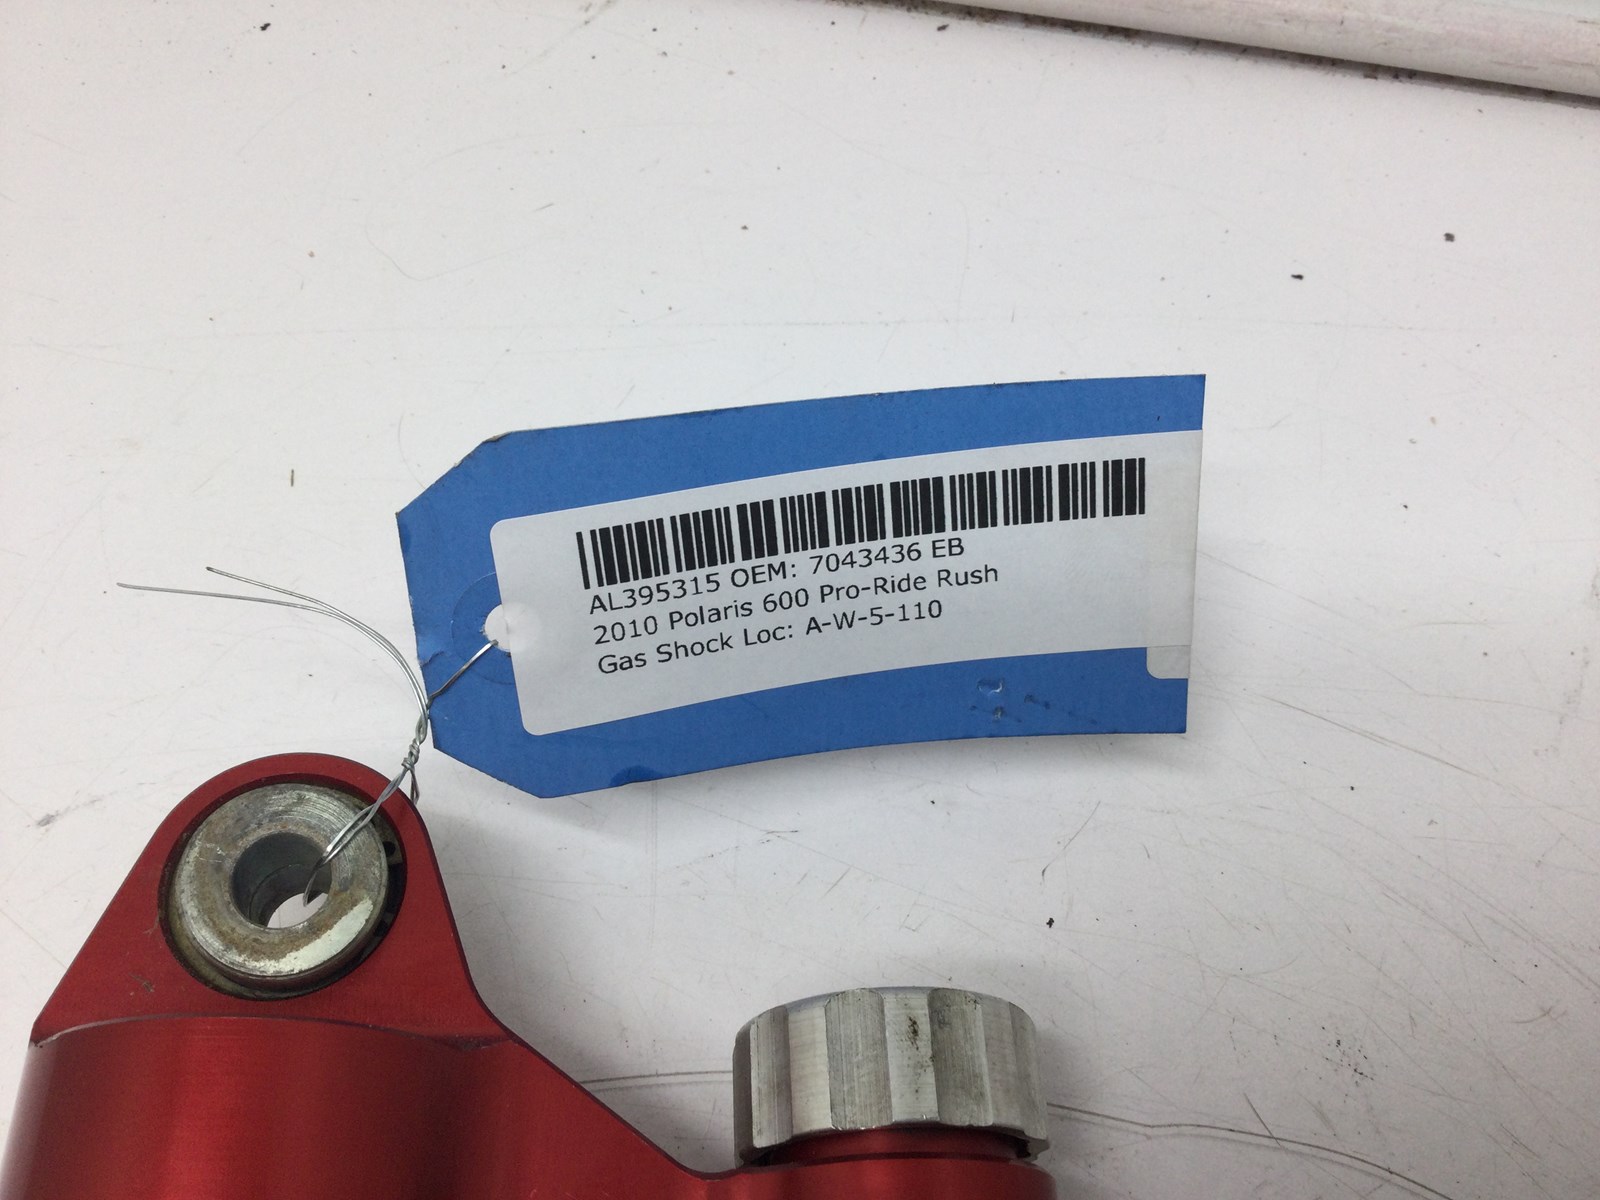 AL395315 OEM: 7043436 EB
2010 Polaris 600 Pro-Ride Rush
Gas Shock Loc: A-W-5-110